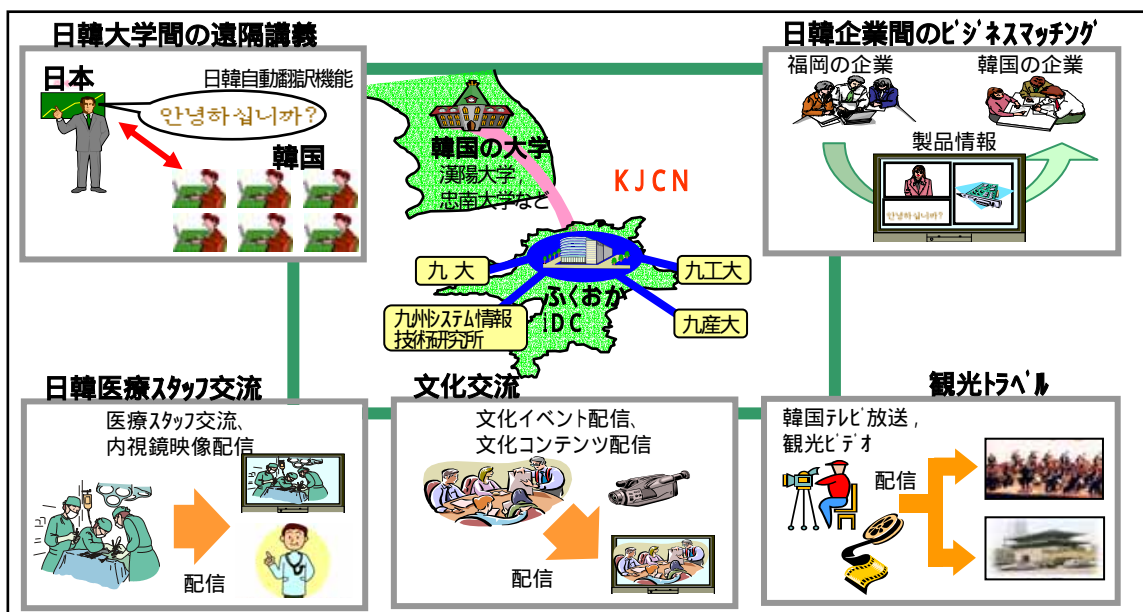 日韓大学間の遠隔講義
日本
日韓自動翻訳機能
안녕하십니까?
韓国
韓国の大学
漢陽大学
忠南大学など
KJCN
九大
九工大
ふくおか
iDC
九州システム情報
技術研究所
九産大
日韓企業間のビジネスマッチング
福岡の企業
韓国の企業
製品情報
안녕하십니까?
日韓医療スタッフ交流
医療スタッフ交流、
内視鏡映像配信
配信
文化交流
文化イベント配信、
文化コンテンツ配信
配信
観光トラベル
韓国テレビ放送,
観光ビデオ
配信